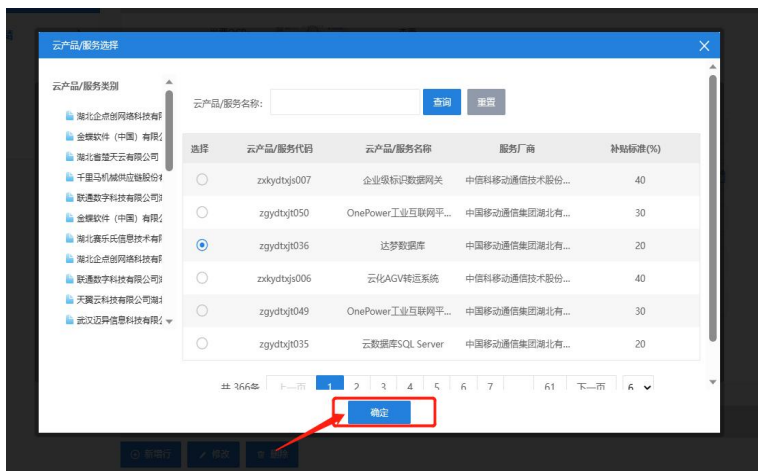 云产品/服务选择
云产品/服务类别
湖北企点创网络科技有
金蝶软件（中国）有限公
湖北省楚天云有限公司
千里马机械供应链股份有
联通数字科技有限公司
金蝶软件（中国）有限公
湖北赛乐氏信息技术有
湖北企点创网络科技有
联通数字科技有限公司
天翼云科技有限公司湖
武汉迈异信息科技有限公
云产品/服务名称： 查询 重置
选择 云产品/服务代码 云产品/服务名称 服务厂商 补贴标准(%)
zxkydtxjs007 企业级标识数据网关 中信科移动通信技术股份... 40
zgydtxjt050 OnePower工业互联网平... 中国移动通信集团湖北有... 30
zgydtxjt036 达梦数据库 中国移动通信集团湖北有... 20
zxkydtxjs006 云化AGV转运系统 中信科移动通信技术股份... 40
zgydtxjt049 OnePower工业互联网平... 中国移动通信集团湖北有... 30
zgydtxjt035 云数据库SQL Server 中国移动通信集团湖北有... 20
共 366条 上一页 1 2 3 4 5 6 7 ... 61 下一页 6
确定
新增行 修改 删除